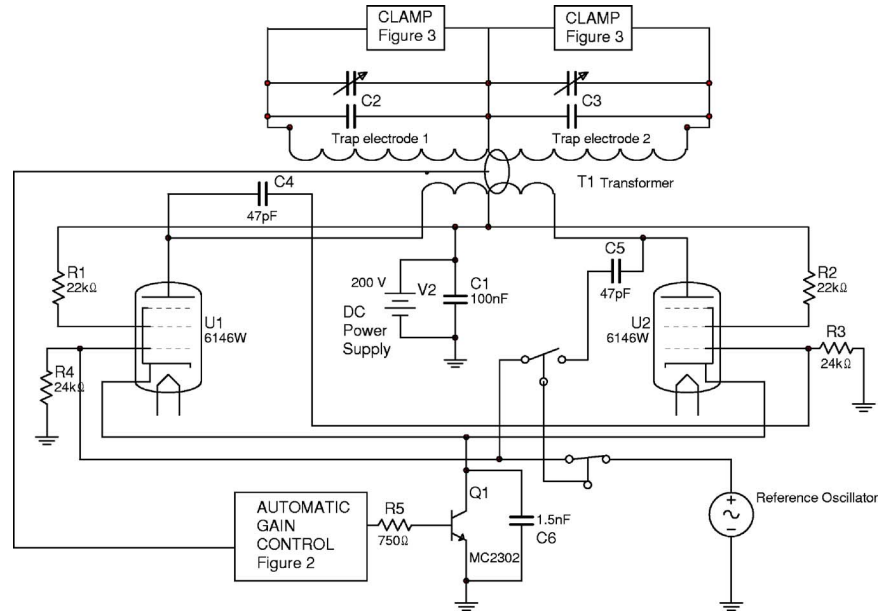 CLAMP
Figure 3
CLAMP
Figure 3
C2
C3
Trap electrode 1
Trap electrode 2
T1 Transformer
C4
47pF
C5
47pF
R1
22kΩ
200 V
V2
C1
100nF
DC
Power
Supply
R2
22kΩ
U1
6146W
U2
6146W
R3
24kΩ
R4
24kΩ
Q1
AUTOMATIC
GAIN
CONTROL
Figure 2
R5
750Ω
1.5nF
C6
MC2302
Reference Oscillator